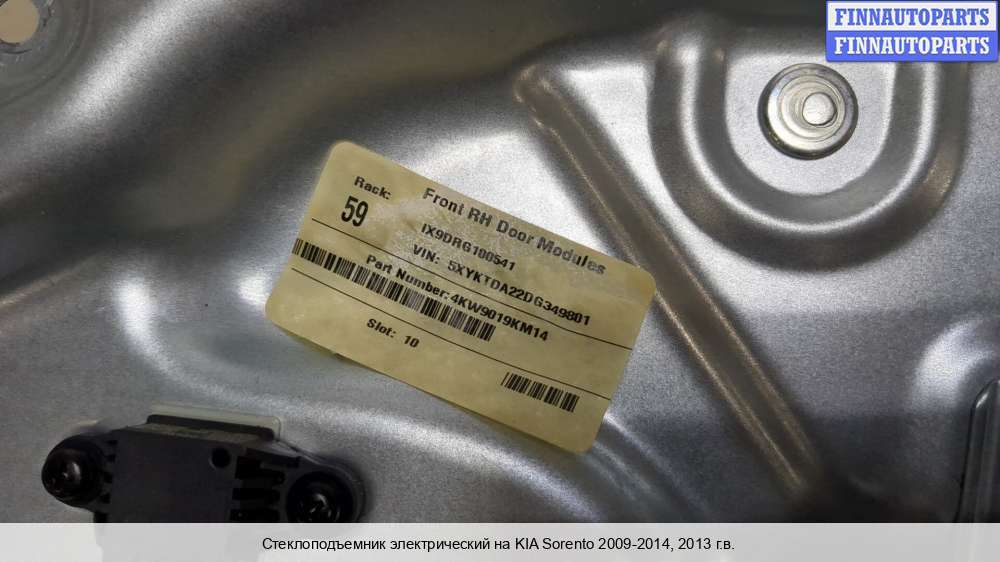 FINNAUTOPARTS
FINNAUTOPARTS
Front RH Door Modules
Rack:
59
IX9DRG100541
VIN: 5XYKTDA22DG349801
Part Number: 4KW9019KM14
Slot: 10
Стеклоподъемник электрический на KIA Sorento 2009-2014, 2013 г.в.